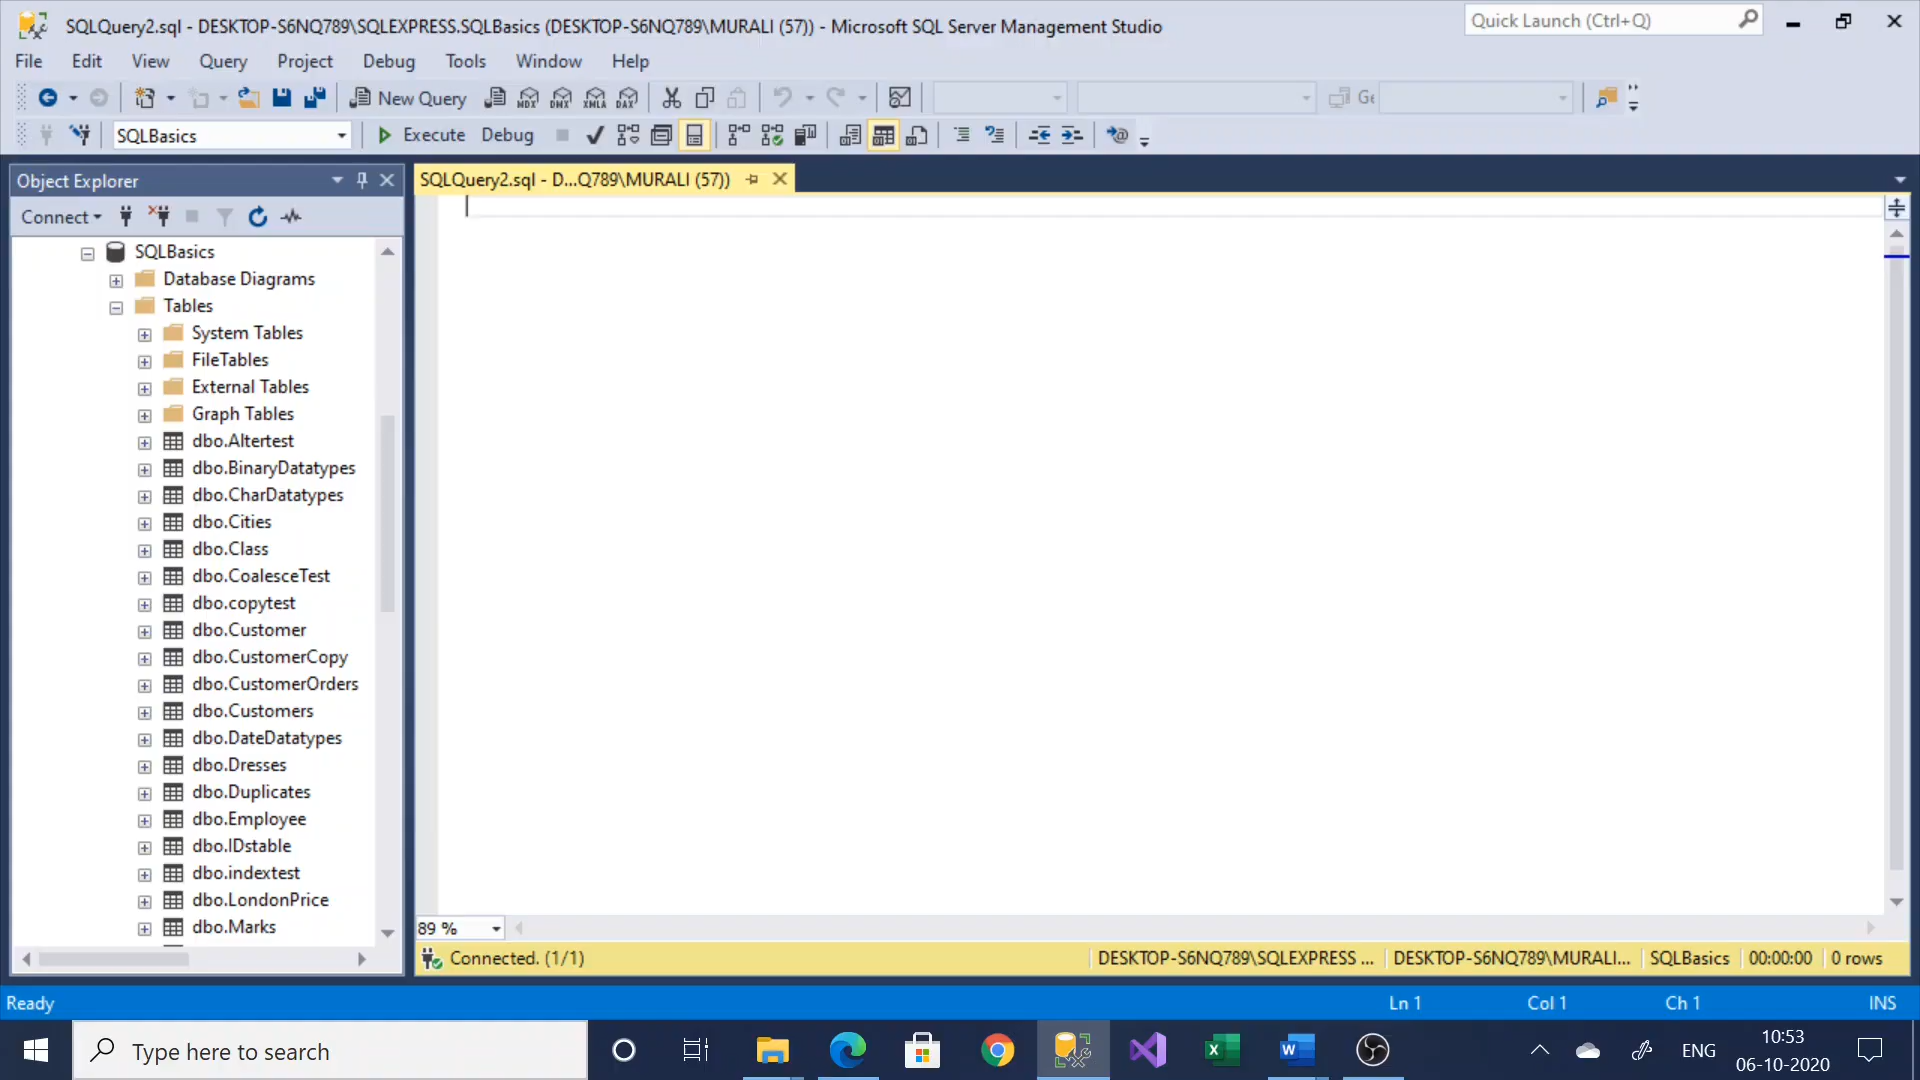 SQLQuery2.sql - DESKTOP-S6NQ789\SQLEXPRESS.SQLBasics (DESKTOP-S6NQ789\MURALI (57)) - Microsoft SQL Server Management Studio
Quick Launch (Ctrl+Q)
File Edit View Query Project Debug Tools Window Help
New Query MDX DMX XMLA DAX Ge
SQLBasics Execute Debug
Object Explorer
SQLQuery2.sql - D...Q789\MURALI (57))
Connect
SQLBasics
Database Diagrams
Tables
System Tables
FileTables
External Tables
Graph Tables
dbo.Altertest
dbo.BinaryDatatypes
dbo.CharDatatypes
dbo.Cities
dbo.Class
dbo.CoalesceTest
dbo.copytest
dbo.Customer
dbo.CustomerCopy
dbo.CustomerOrders
dbo.Customers
dbo.DateDatatypes
dbo.Dresses
dbo.Duplicates
dbo.Employee
dbo.IDstable
dbo.indextest
dbo.LondonPrice
dbo.Marks
89 %
Connected. (1/1) DESKTOP-S6NQ789\SQLEXPRESS ... DESKTOP-S6NQ789\MURALI... SQLBasics 00:00:00 0 rows
Ready Ln 1 Col 1 Ch 1 INS
Type here to search
ENG
10:53
06-10-2020